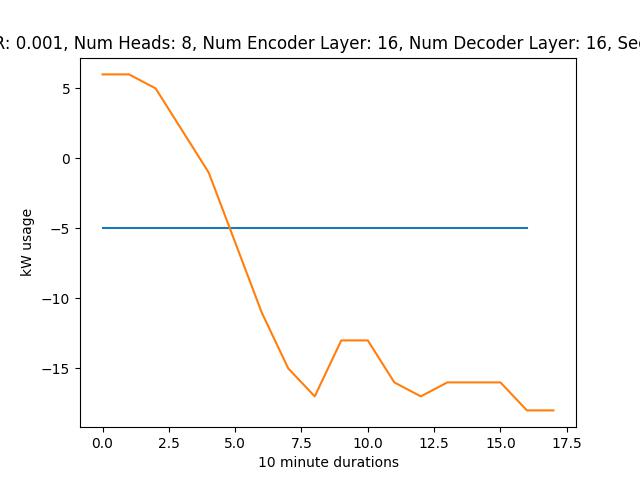 LR: 0.001, Num Heads: 8, Num Encoder Layer: 16, Num Decoder Layer: 16,
5
0
−5
−10
−15
kW usage
0.0 2.5 5.0 7.5 10.0 12.5 15.0 17.5
10 minute durations